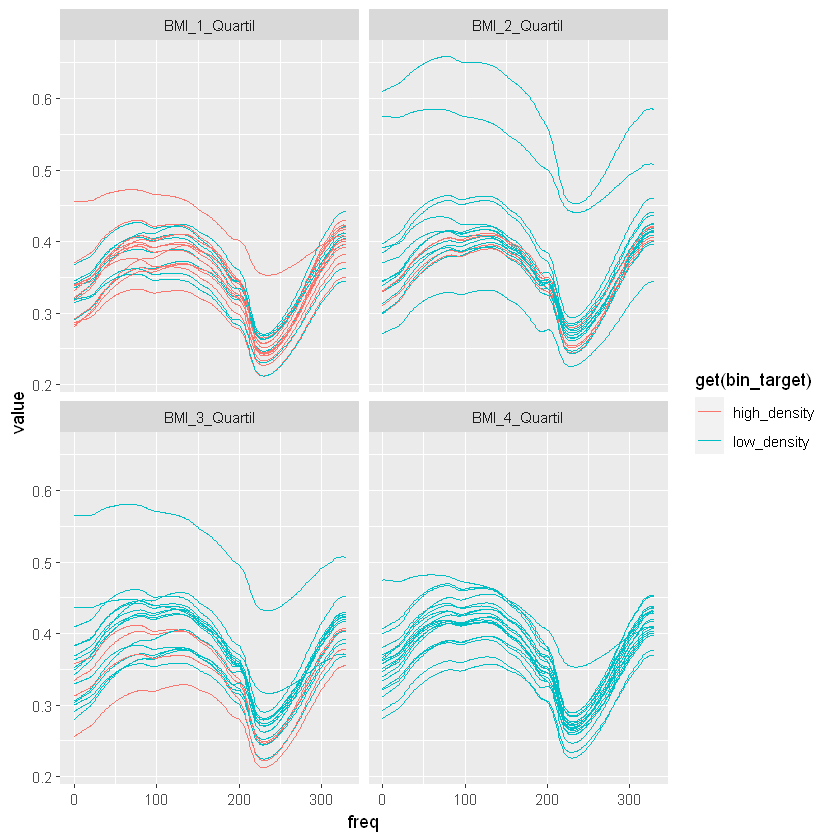 BMI_1_Quartil
BMI_2_Quartil
0.6
0.5
0.4
0.3
0.2
BMI_3_Quartil
BMI_4_Quartil
0.6
0.5
0.4
0.3
0.2
0
100
200
300
0
100
200
300
freq
value
get(bin_target)
high_density
low_density